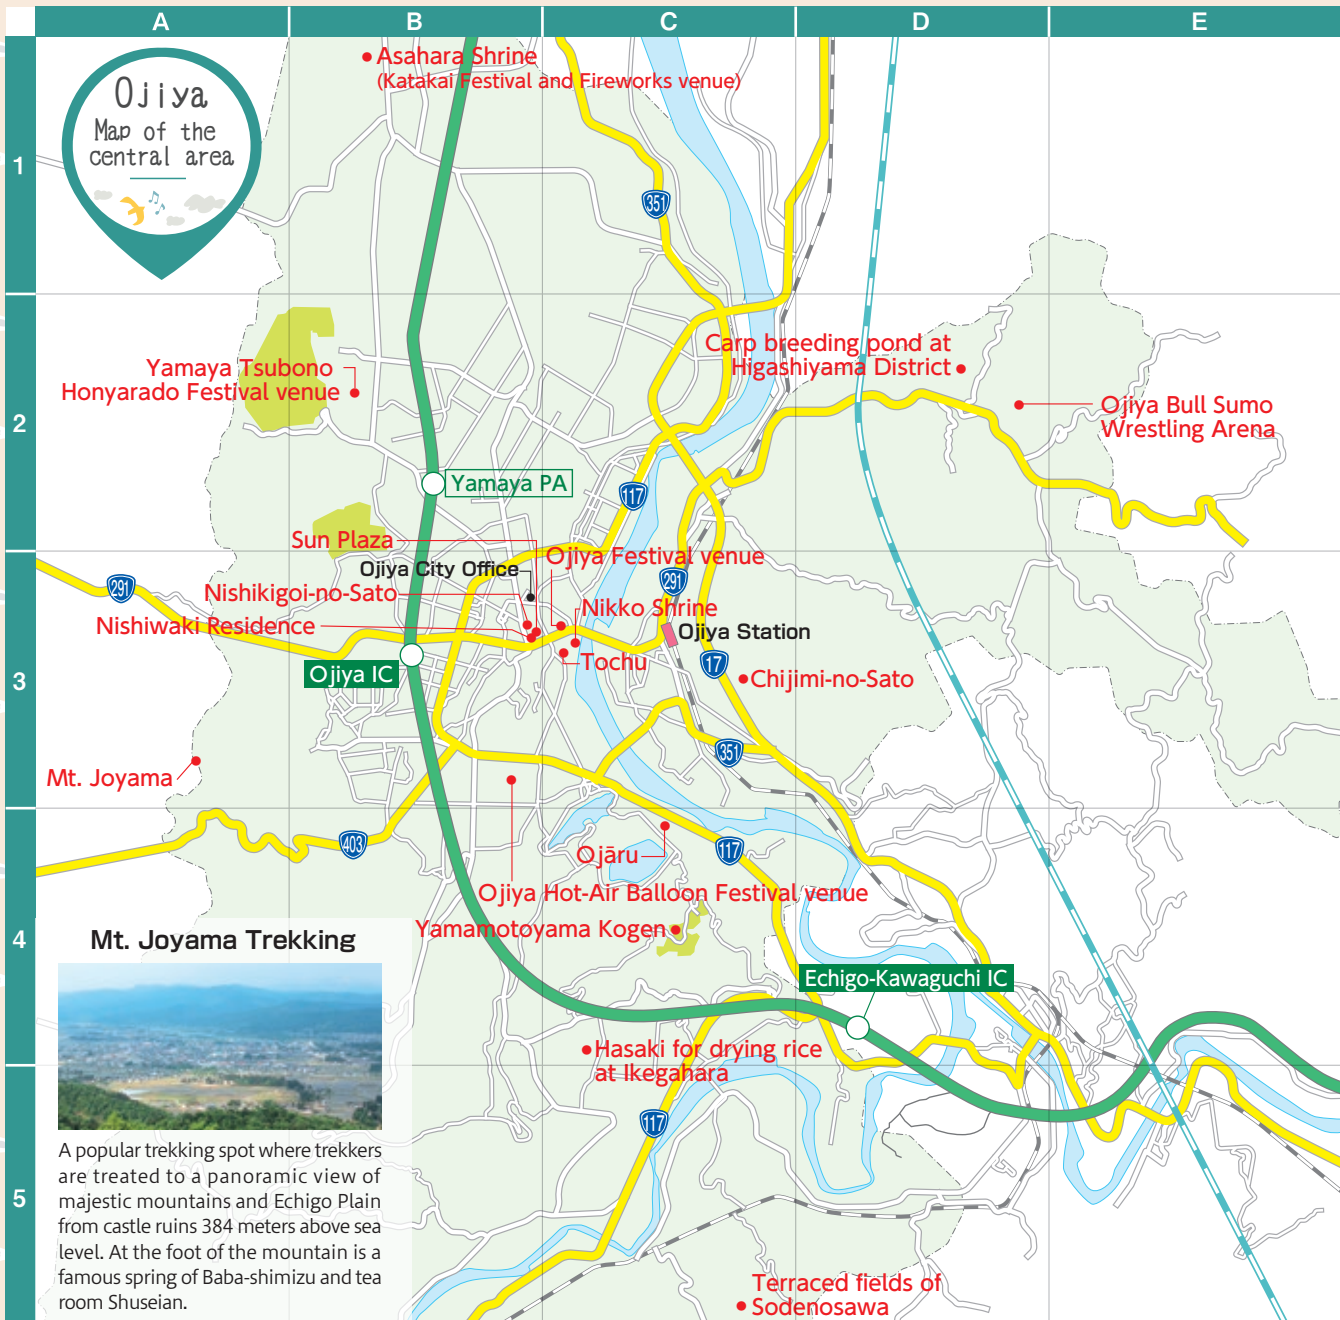 A B C D E
1
2
3
4
5
Ojiya
Map of the
central area
Asahara Shrine
(Katakai Festival and Fireworks venue)
351
Carp breeding pond at
Higashiyama District
Yamaya Tsubono
Honyarado Festival venue
Ojiya Bull Sumo
Wrestling Arena
Yamaya PA
117
Sun Plaza
Ojiya Festival venue
Ojiya City Office
291
291
Nishikigoi-no-Sato
Nikko Shrine
Nishiwaki Residence
Ojiya Station
Tochu
17
Ojiya IC
Chijimi-no-Sato
351
Mt. Joyama
403
117
Ojāru
Ojiya Hot-Air Balloon Festival venue
Yamamotoyama Kogen
Echigo-Kawaguchi IC
Hasaki for drying rice
at Ikegahara
117
Terraced fields of
Sodenosawa
Mt. Joyama Trekking
A popular trekking spot where trekkers
are treated to a panoramic view of
majestic mountains and Echigo Plain
from castle ruins 384 meters above sea
level. At the foot of the mountain is a
famous spring of Baba-shimizu and tea
room Shuseian.